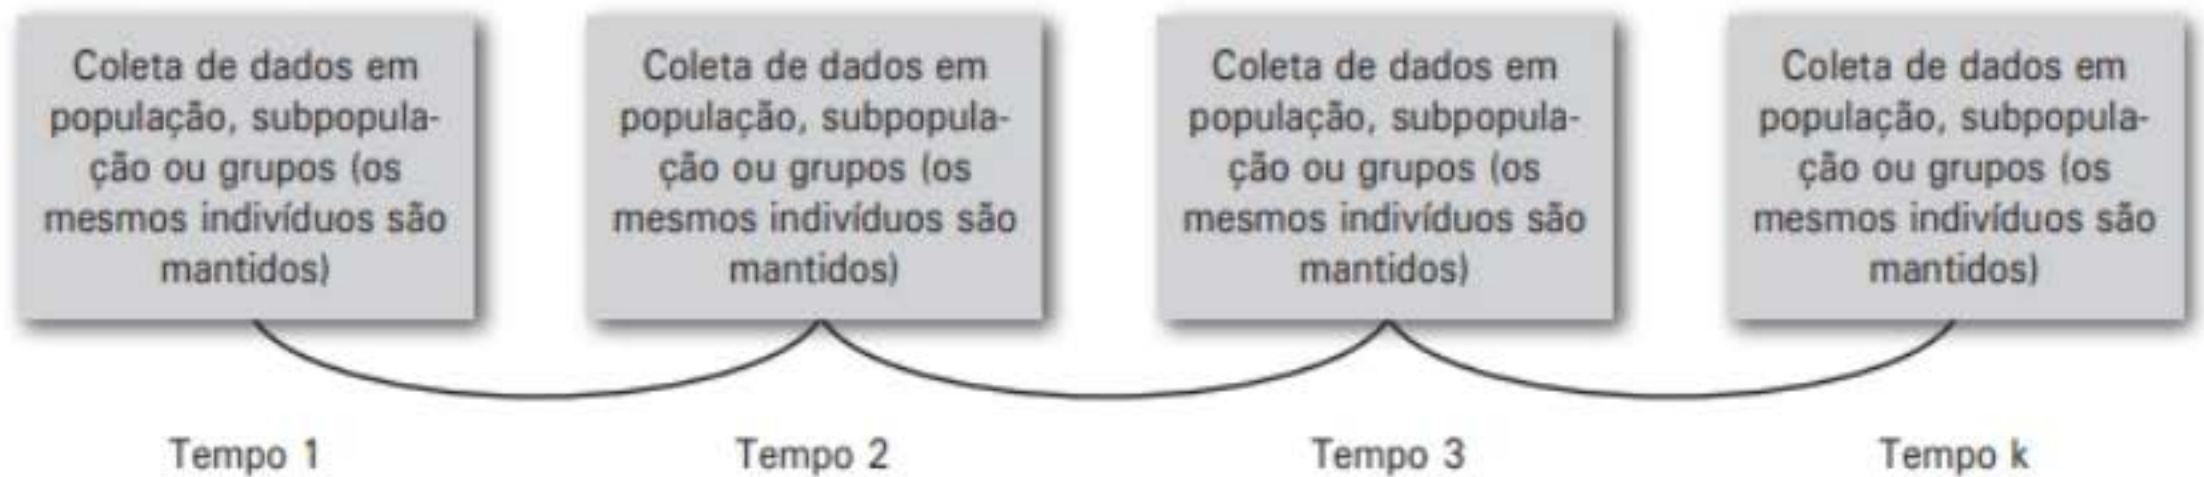 Coleta de dados em
população, subpopula-
ção ou grupos (os
mesmos indivíduos são
mantidos)
Coleta de dados em
população, subpopula-
ção ou grupos (os
mesmos indivíduos são
mantidos)
Coleta de dados em
população, subpopula-
ção ou grupos (os
mesmos indivíduos são
mantidos)
Coleta de dados em
população, subpopula-
ção ou grupos (os
mesmos indivíduos são
mantidos)
Tempo 1
Tempo 2
Tempo 3
Tempo k